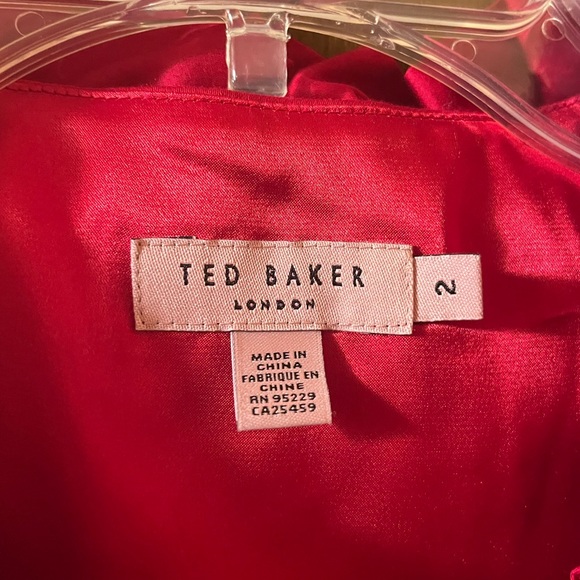 TED BAKER
LONDON
2
MADE IN
CHINA
FABRIQUE EN
CHINE
RN 95229
CA25459